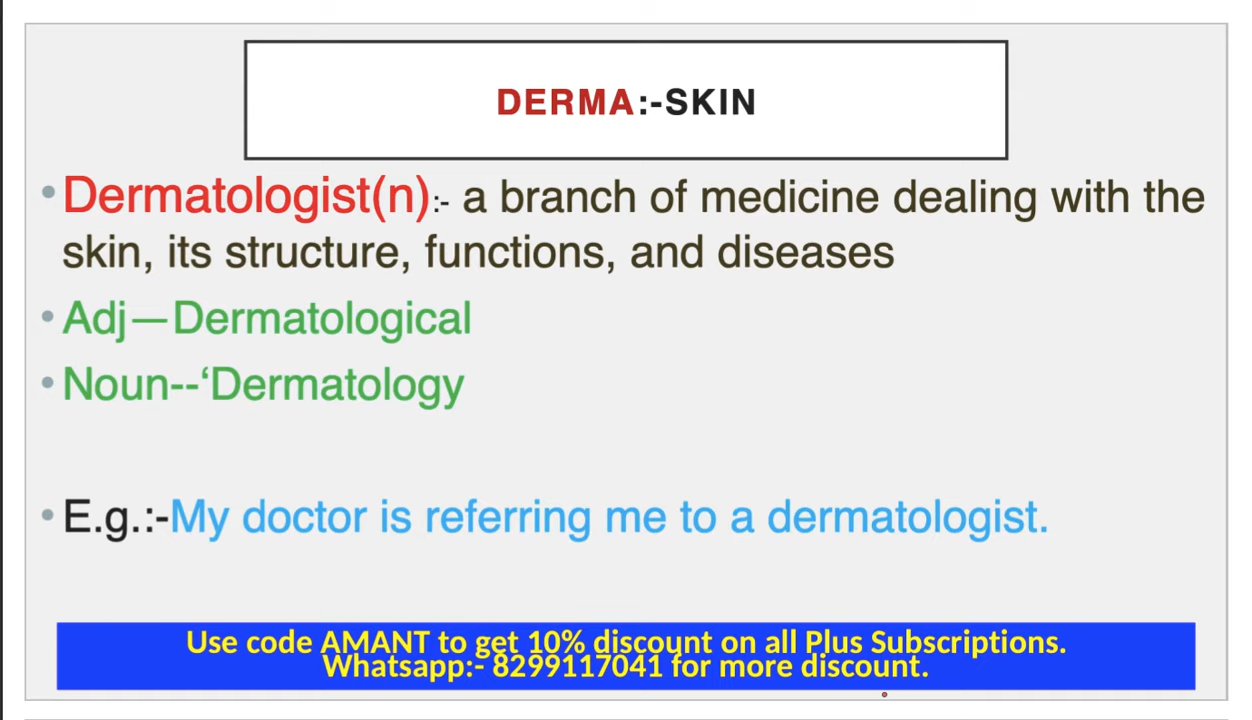 DERMA:-SKIN
•Dermatologist(n):- a branch of medicine dealing with the
skin, its structure, functions, and diseases
•Adj—Dermatological
•Noun--‘Dermatology
•E.g.:-My doctor is referring me to a dermatologist.
Use code AMANT to get 10% discount on all Plus Subscriptions.
Whatsapp:- 8299117041 for more discount.